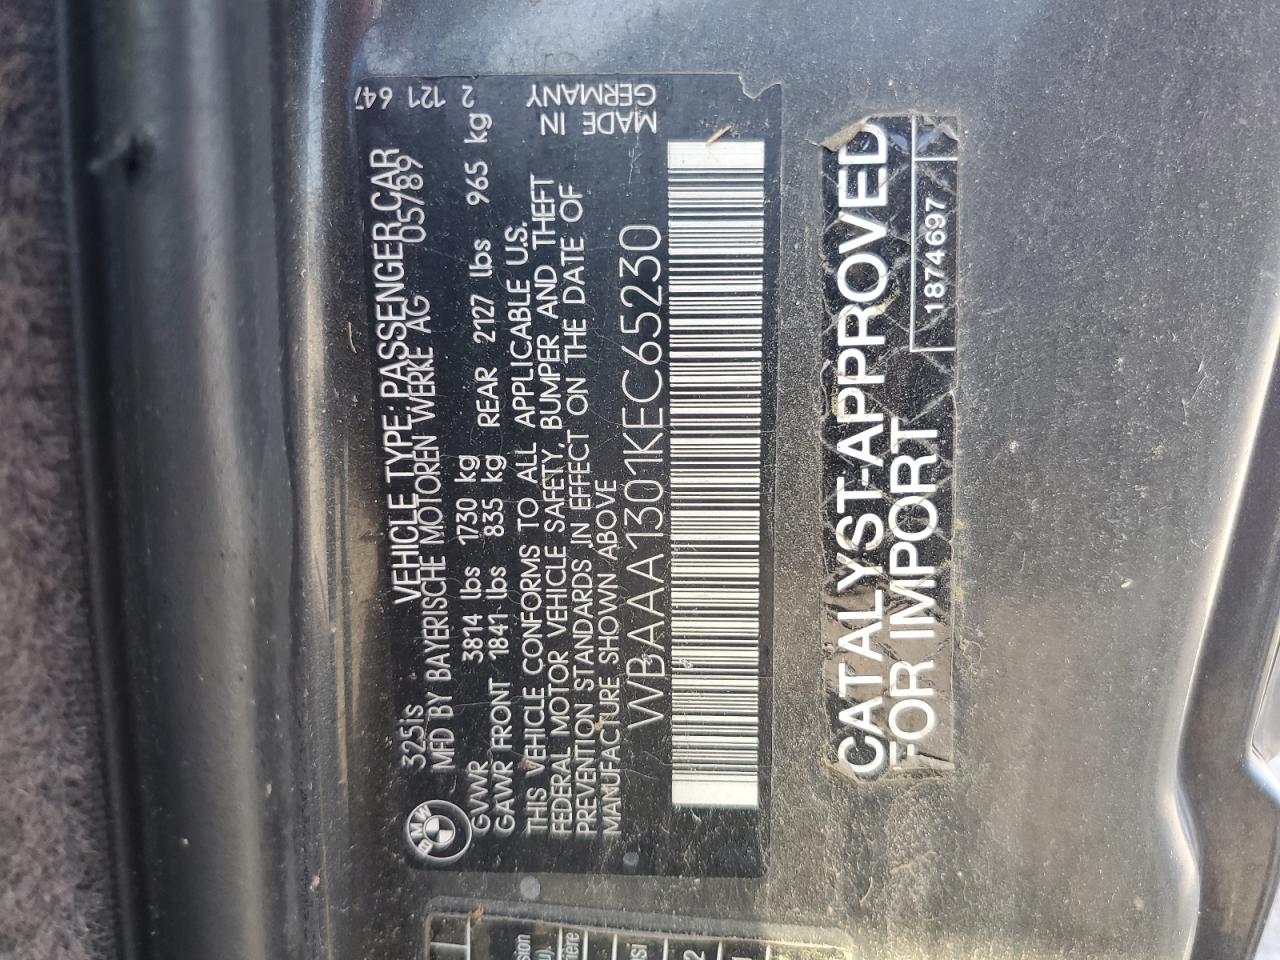 BMW
325is VEHICLE TYPE: PASSENGER CAR
MFD BY BAYERISCHE MOTOREN WERKE AG 05/89
GVWR 3814 lbs 1730 kg
GAWR FRONT 1841 lbs 835 kg REAR 2127 lbs 965 kg
THIS VEHICLE CONFORMS TO ALL APPLICABLE U.S.
FEDERAL MOTOR VEHICLE SAFETY, BUMPER AND THEFT
PREVENTION STANDARDS IN EFFECT ON THE DATE OF
MANUFACTURE SHOWN ABOVE
WBAAA1301KEC65230
2 121 647
MADE IN
GERMANY
CATALYST-APPROVED
FOR IMPORT
1874697